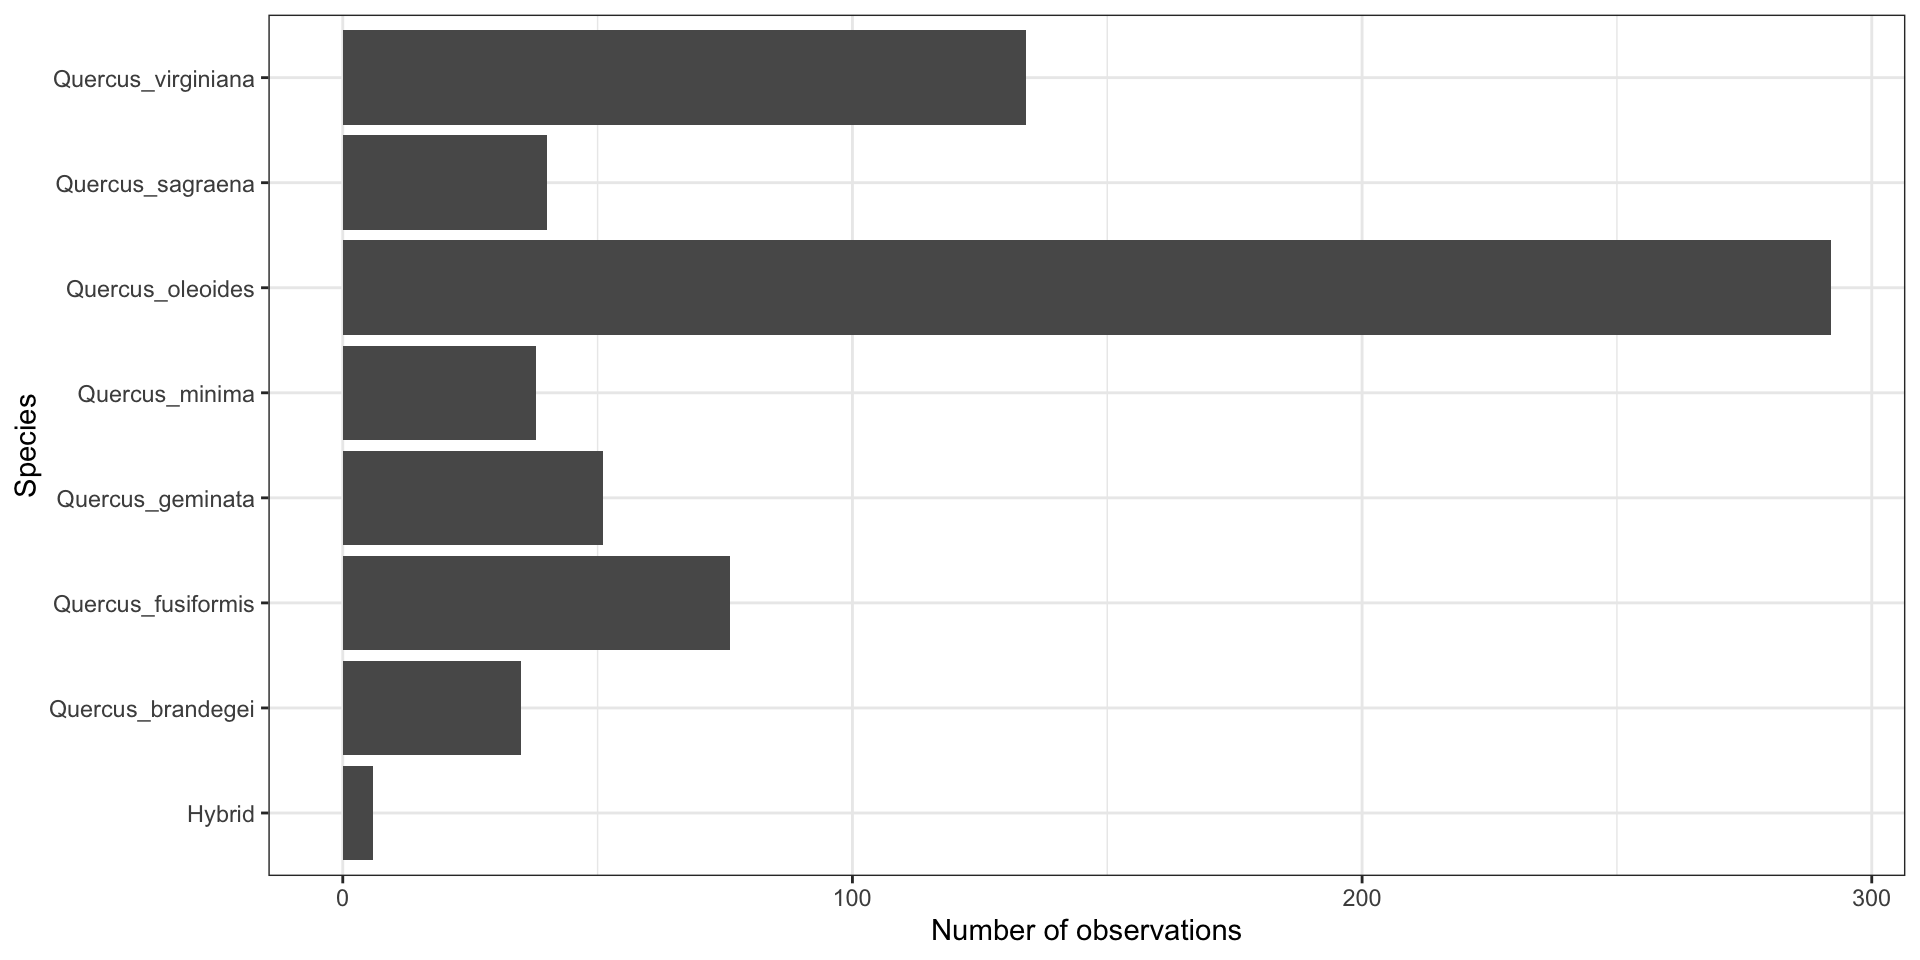 Species
Quercus_virginiana
Quercus_sagraena
Quercus_oleoides
Quercus_minima
Quercus_geminata
Quercus_fusiformis
Quercus_brandegei
Hybrid
0 100 200 300
Number of observations